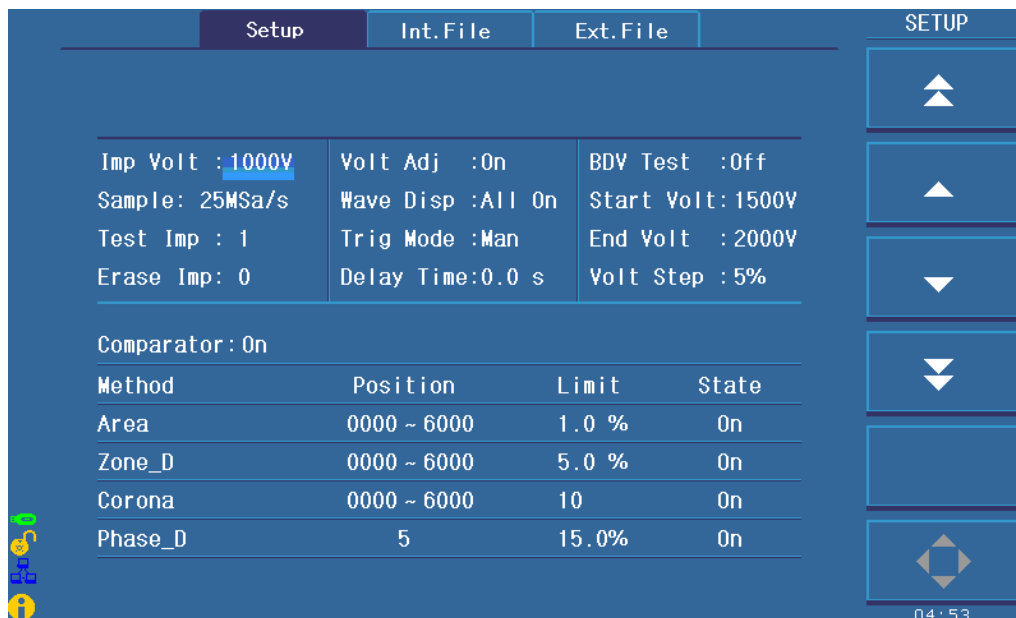 Setup Int.File Ext.File SETUP
Imp Volt :1000V Volt Adj :On BDV Test :Off
Sample: 25MSa/s Wave Disp :All On Start Volt:1500V
Test Imp : 1 Trig Mode :Man End Volt :2000V
Erase Imp: 0 Delay Time:0.0 s Volt Step :5%
Comparator:On
Method Position Limit State
Area 0000 ~ 6000 1.0 % On
Zone_D 0000 ~ 6000 5.0 % On
Corona 0000 ~ 6000 10 On
Phase_D 5 15.0% On
04:53